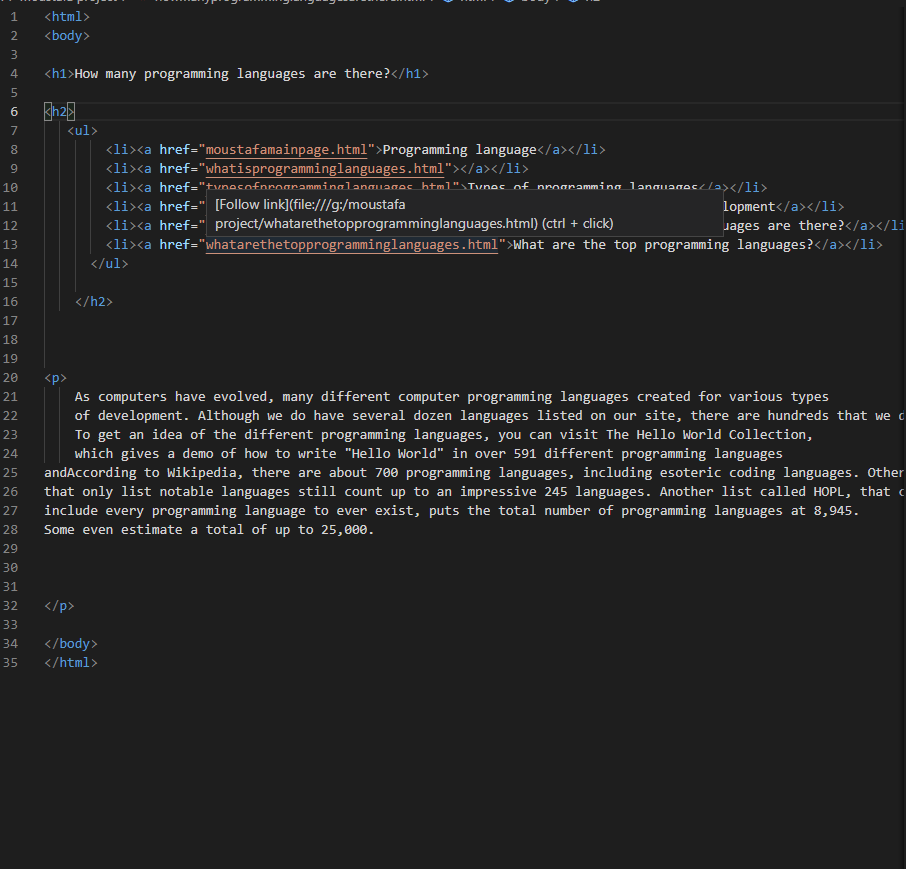 1 <html>
2 <body>
3
4 <h1>How many programming languages are there?</h1>
5
6 <h2>
7 <ul>
8 <li><a href="moustafamainpage.html">Programming language</a></li>
9 <li><a href="whatisprogramminglanguages.html"></a></li>
10 <li><a href="typesofprogramminglanguages.html">Types of programming languages</a></li>
11 <li><a href=" lopment</a></li>
[Follow link](file:///g:/moustafa
project/whatarethetopprogramminglanguages.html) (ctrl + click)
12 <li><a href=" uages are there?</a></li
13 <li><a href="whatarethetopprogramminglanguages.html">What are the top programming languages?</a></li>
14 </ul>
15
16 </h2>
17
18
19
20 <p>
21 As computers have evolved, many different computer programming languages created for various types
22 of development. Although we do have several dozen languages listed on our site, there are hundreds that we
23 To get an idea of the different programming languages, you can visit The Hello World Collection,
24 which gives a demo of how to write "Hello World" in over 591 different programming languages
25 andAccording to Wikipedia, there are about 700 programming languages, including esoteric coding languages. Other
26 that only list notable languages still count up to an impressive 245 languages. Another list called HOPL, that
27 include every programming language to ever exist, puts the total number of programming languages at 8,945.
28 Some even estimate a total of up to 25,000.
29
30
31
32 </p>
33
34 </body>
35 </html>